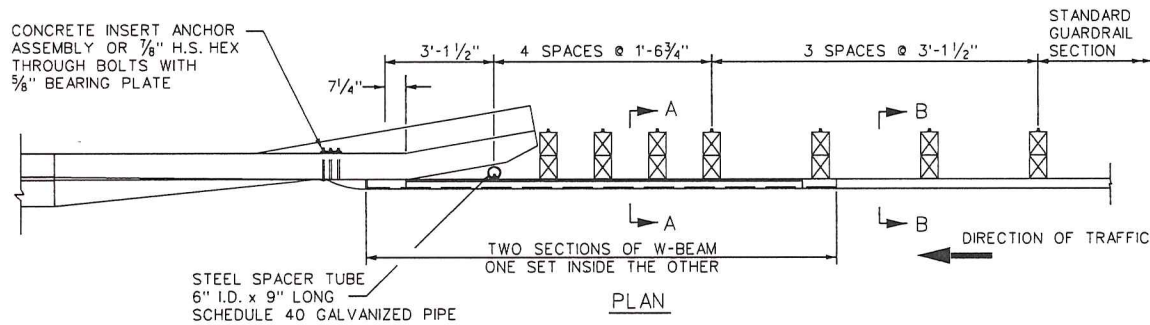 CONCRETE INSERT ANCHOR
ASSEMBLY OR 7/8" H.S. HEX
THROUGH BOLTS WITH
5/8" BEARING PLATE
3'-1 1/2"
4 SPACES @ 1'-6 3/4"
3 SPACES @ 3'-1 1/2"
STANDARD
GUARDRAIL
SECTION
7 1/4"
A
B
A
B
TWO SECTIONS OF W-BEAM
ONE SET INSIDE THE OTHER
DIRECTION OF TRAFFIC
STEEL SPACER TUBE
6" I.D. x 9" LONG
SCHEDULE 40 GALVANIZED PIPE
PLAN